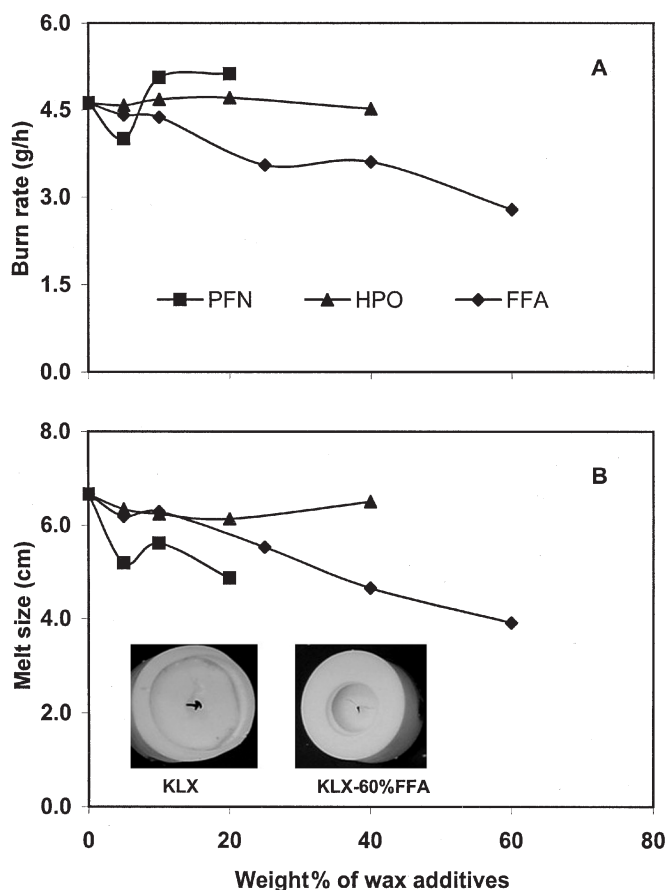 6.0
A
4.5
Burn rate (g/h)
3.0
1.5
PFN HPO FFA
0.0
8.0
B
6.0
Melt size (cm)
4.0
2.0
KLX KLX-60%FFA
0.0
0 20 40 60 80
Weight% of wax additives